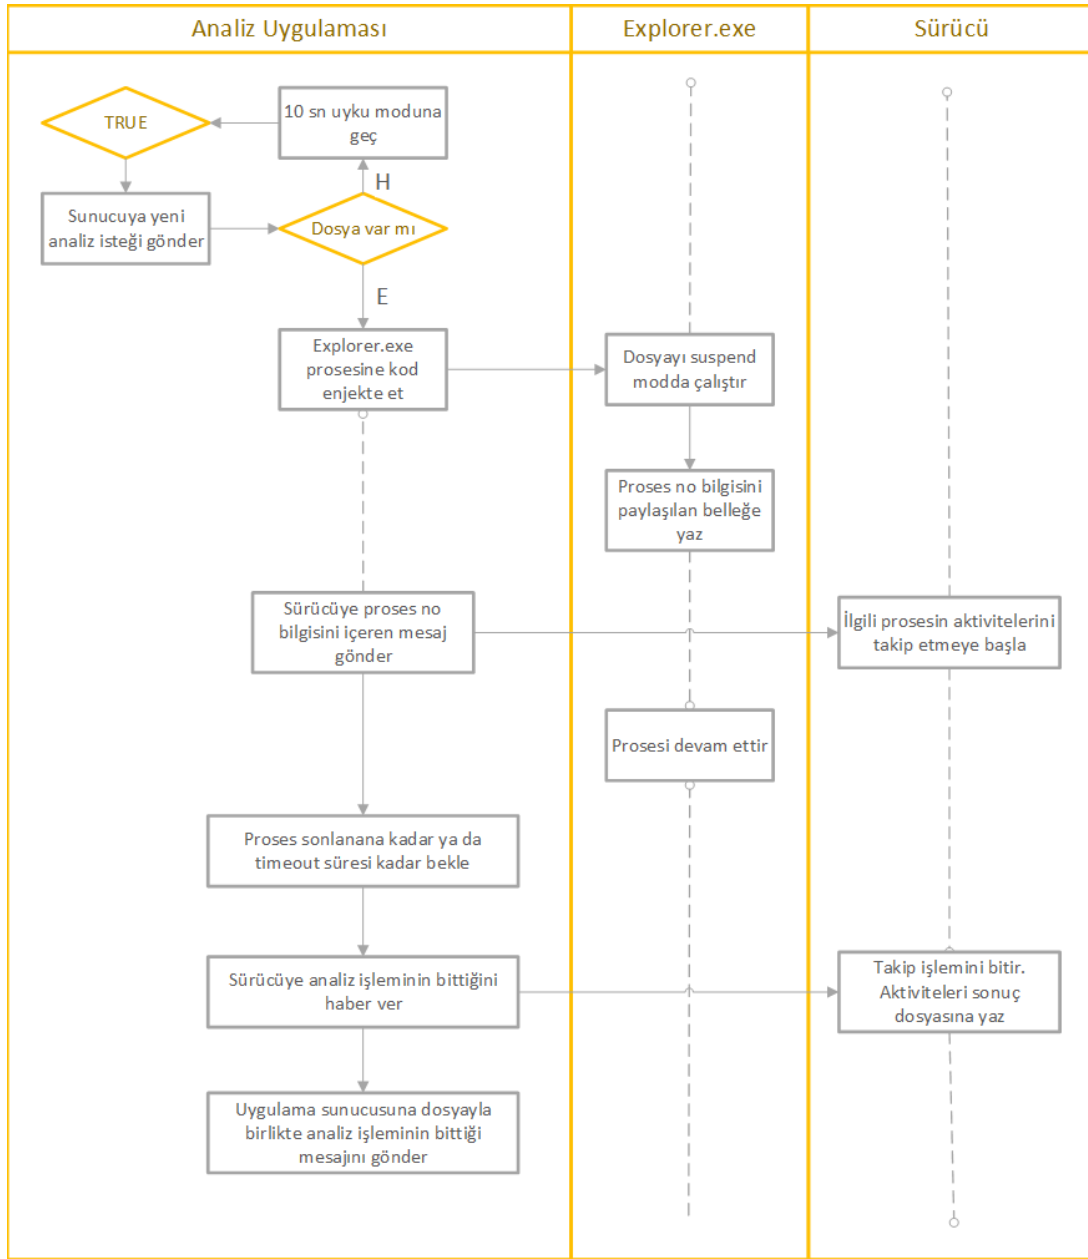 Analiz Uygulaması
Explorer.exe
Sürücü
TRUE
10 sn uyku moduna
geç
H
Sunucuya yeni
analiz isteği gönder
Dosya var mı
E
Explorer.exe
prosesine kod
enjekte et
Dosyayı suspend
modda çalıştır
Proses no bilgisini
paylaşılan belleğe
yaz
Sürücüye proses no
bilgisini içeren mesaj
gönder
İlgili prosesin aktivitelerini
takip etmeye başla
Prosesi devam ettir
Proses sonlanana kadar ya da
timeout süresi kadar bekle
Sürücüye analiz işleminin bittiğini
haber ver
Takip işlemini bitir.
Aktiviteleri sonuç
dosyasına yaz
Uygulama sunucusuna dosyayla
birlikte analiz işleminin bittiği
mesajını gönder